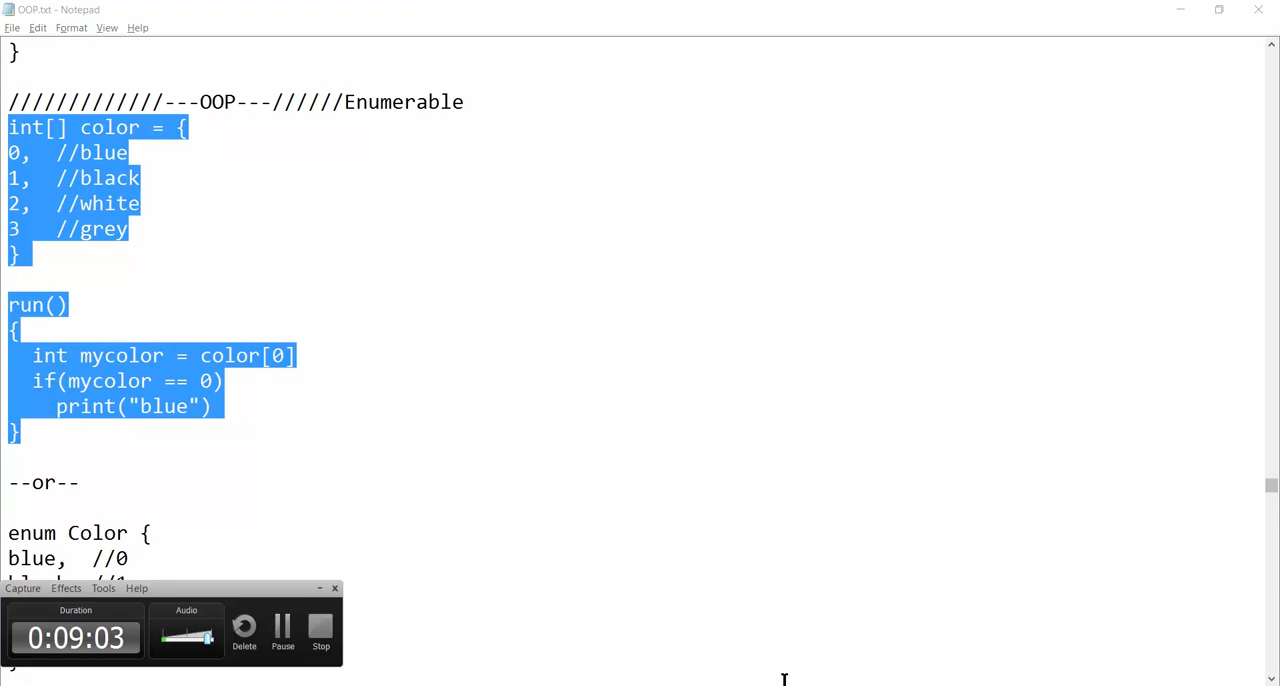 OOP.txt - Notepad
File Edit Format View Help
}
/////////////---OOP---//////Enumerable
int[] color = {
0,  //blue
1,  //black
2,  //white
3   //grey
}
run()
{
  int mycolor = color[0]
  if(mycolor == 0)
    print("blue")
}
--or--
enum Color {
blue,  //0
Capture Effects Tools Help
Duration Audio
0:09:03
Delete Pause Stop